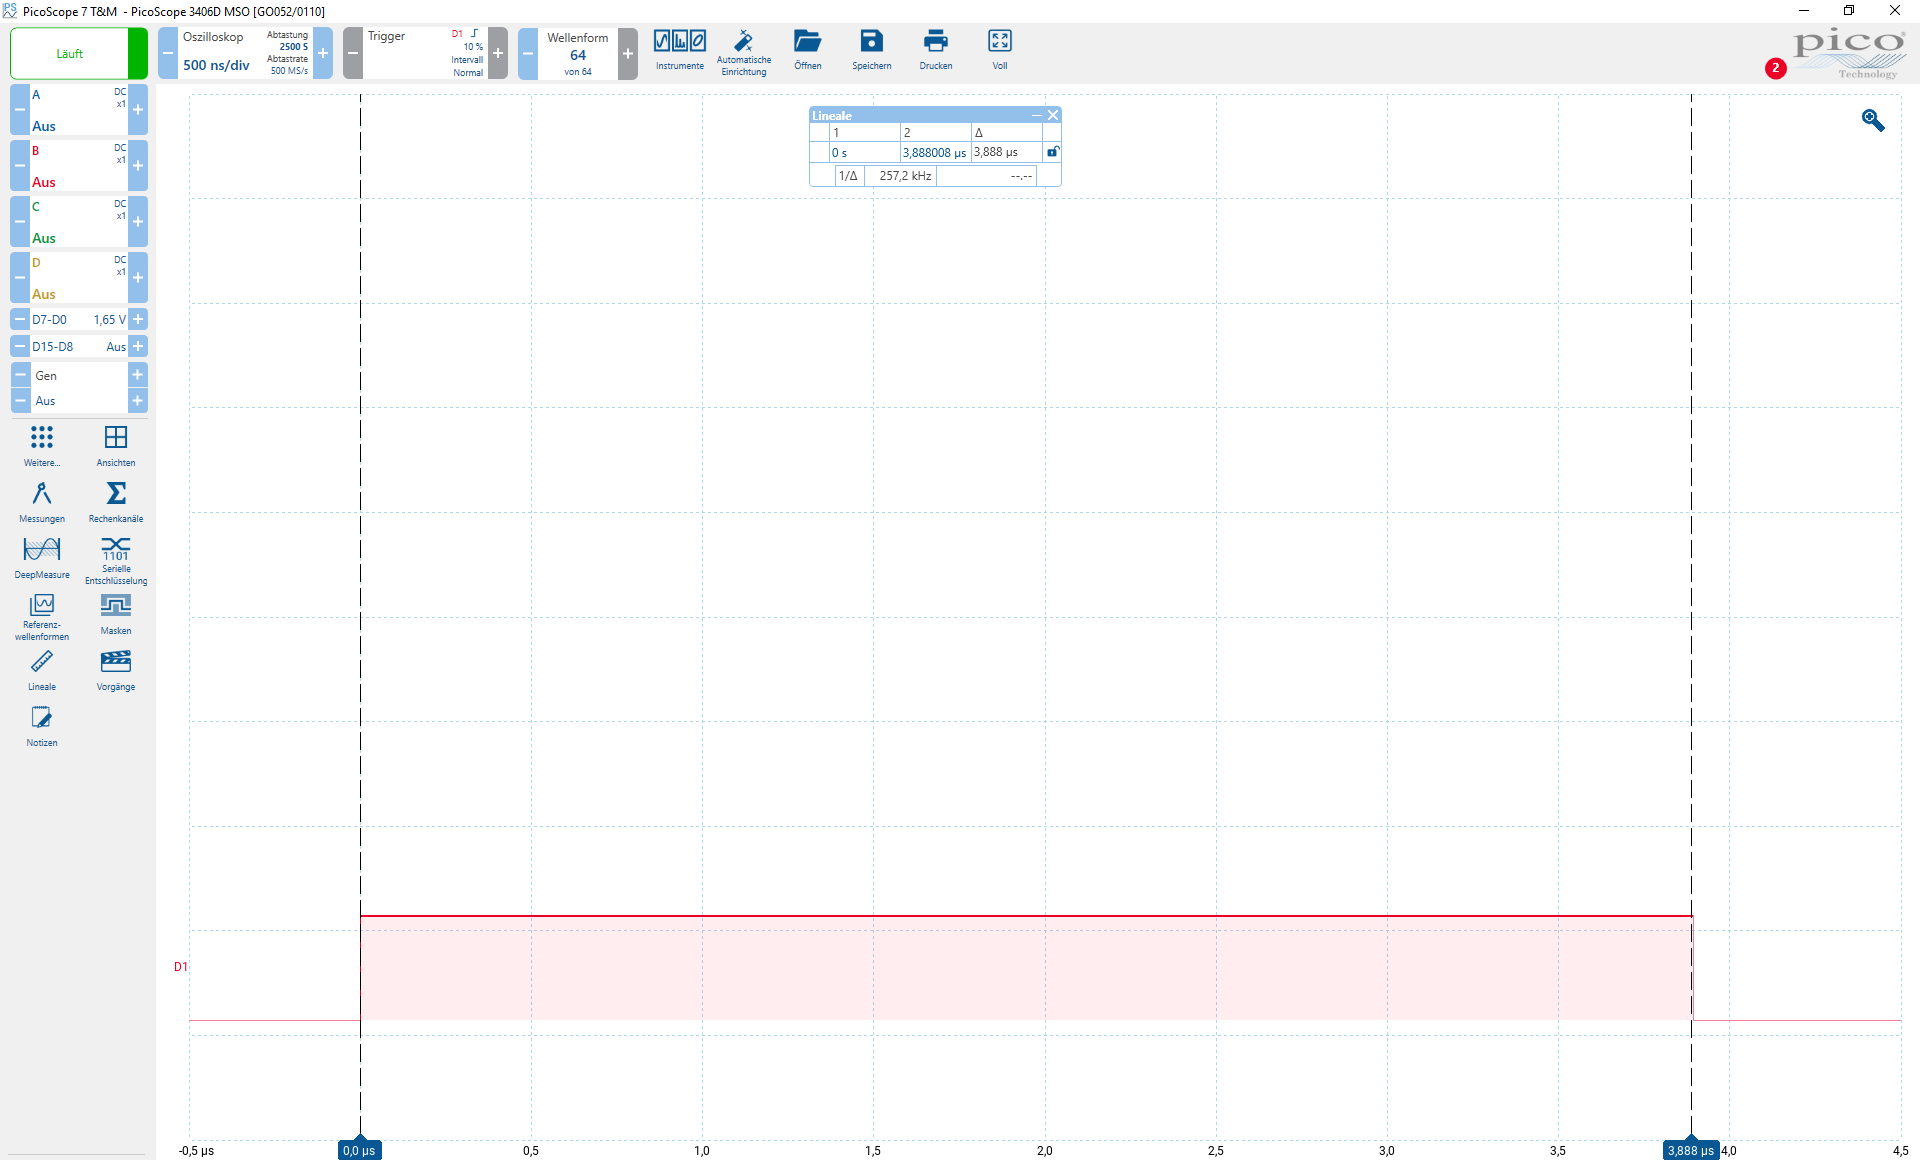 PicoScope 7 T&M - PicoScope 3406D MSO [GO052/0110]
Läuft
Oszilloskop
500 ns/div
Abtastung
2500 S
Abtastrate
500 MS/s
Trigger
D1
10 %
Intervall
Normal
Wellenform
64
von 64
Instrumente
Automatische
Einrichtung
Öffnen
Speichern
Drucken
Voll
2
pico
Technology
A
DC
x1
Aus
B
DC
x1
Aus
C
DC
x1
Aus
D
DC
x1
Aus
D7-D0 1,65 V
D15-D8 Aus
Gen
Aus
Weitere...
Ansichten
Messungen
Rechenkanäle
DeepMeasure
1101
Serielle
Entschlüsselung
Referenz-
wellenformen
Masken
Lineale
Vorgänge
Notizen
Lineale
1 2 Δ
0 s 3,888008 µs 3,888 µs
1/Δ 257,2 kHz --.--
D1
-0,5 µs 0,0 µs 0,5 1,0 1,5 2,0 2,5 3,0 3,5 3,888 µs 4,0 4,5